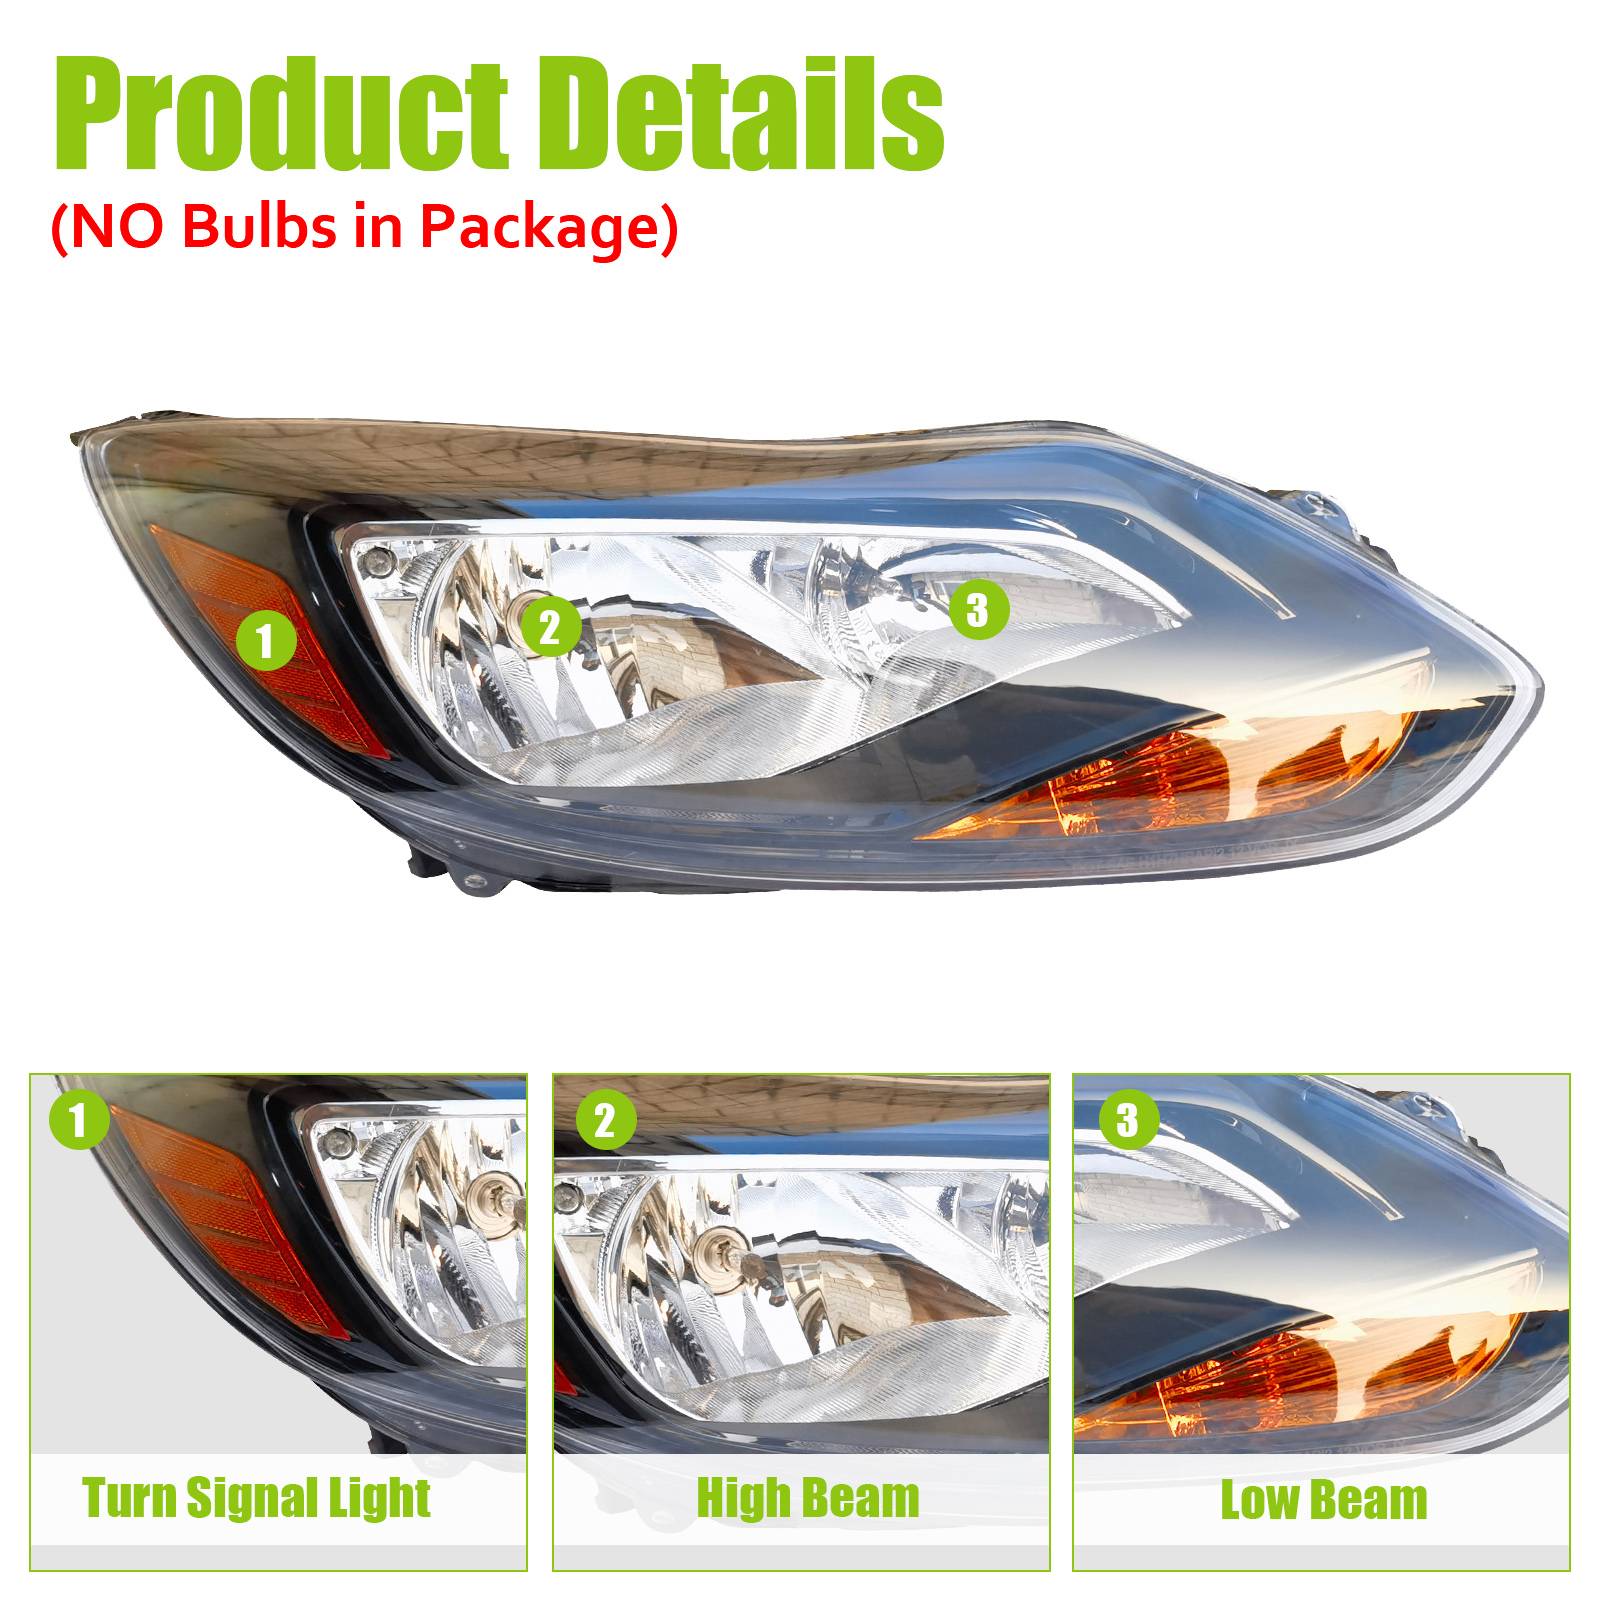 Product Details
(NO Bulbs in Package)
1
2
3
1
2
3
Turn Signal Light
High Beam
Low Beam